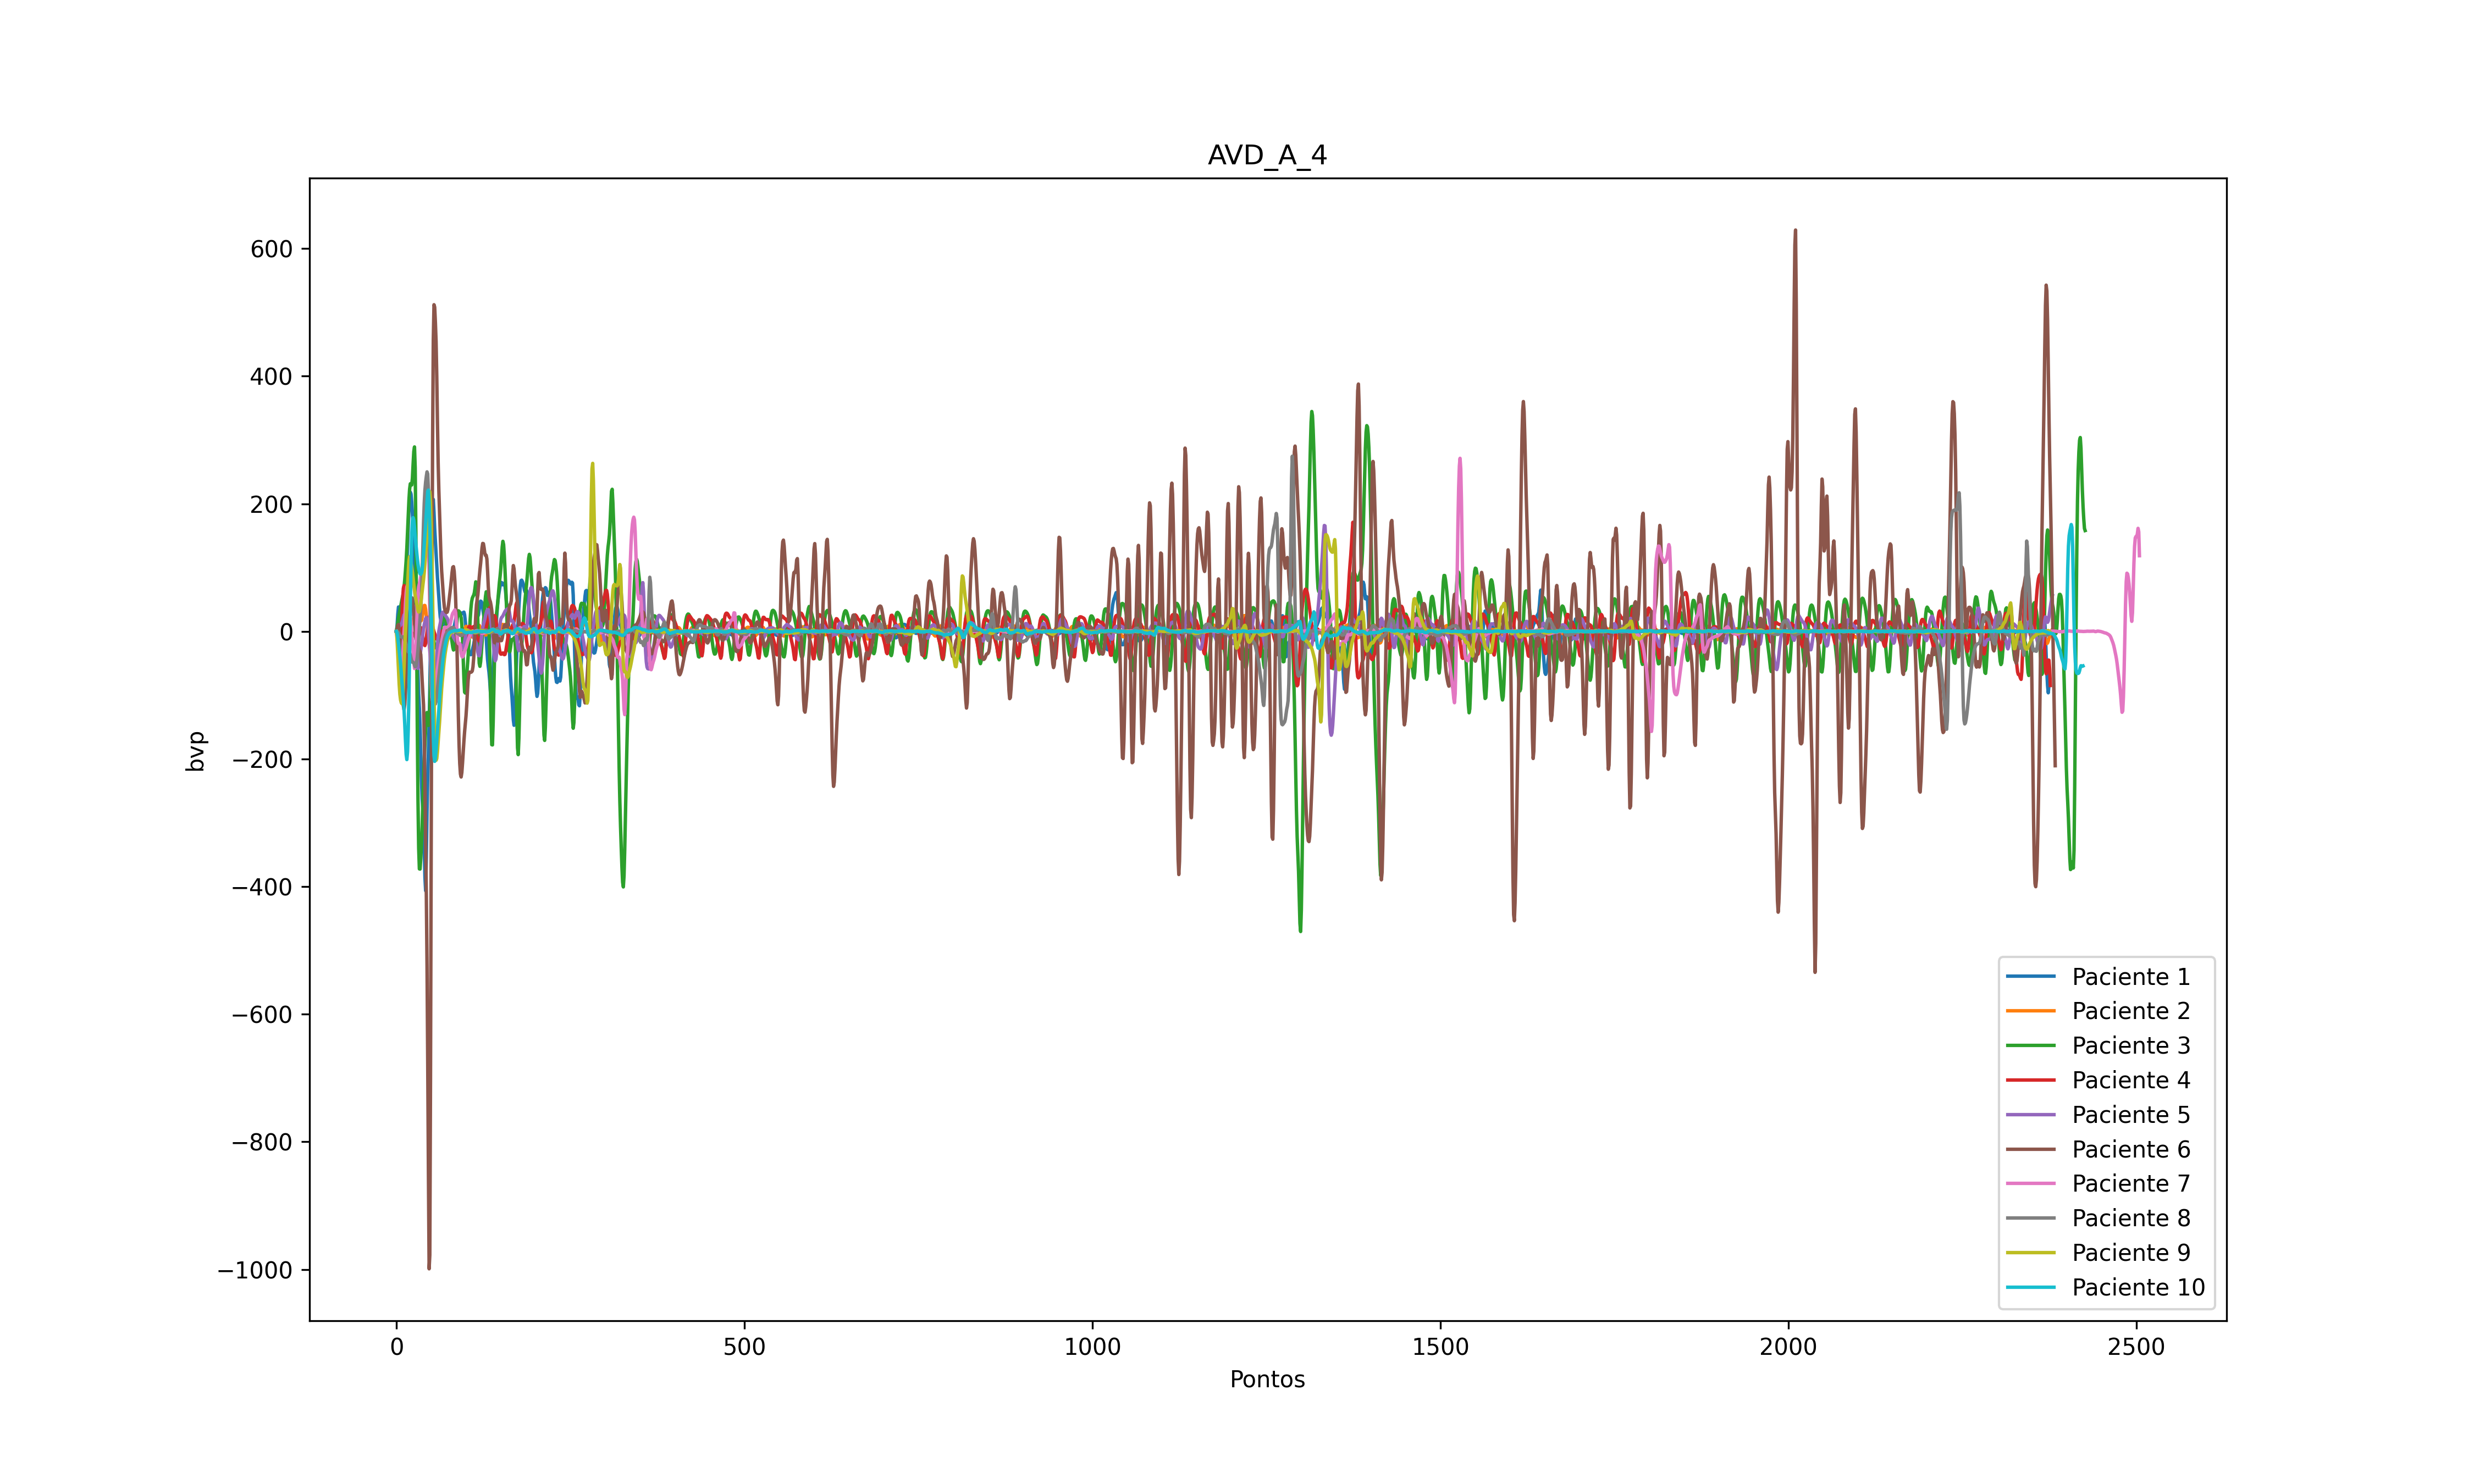 AVD_A_4
600
400
200
0
−200
−400
−600
−800
−1000
bvp
0 500 1000 1500 2000 2500
Pontos
Paciente 1
Paciente 2
Paciente 3
Paciente 4
Paciente 5
Paciente 6
Paciente 7
Paciente 8
Paciente 9
Paciente 10